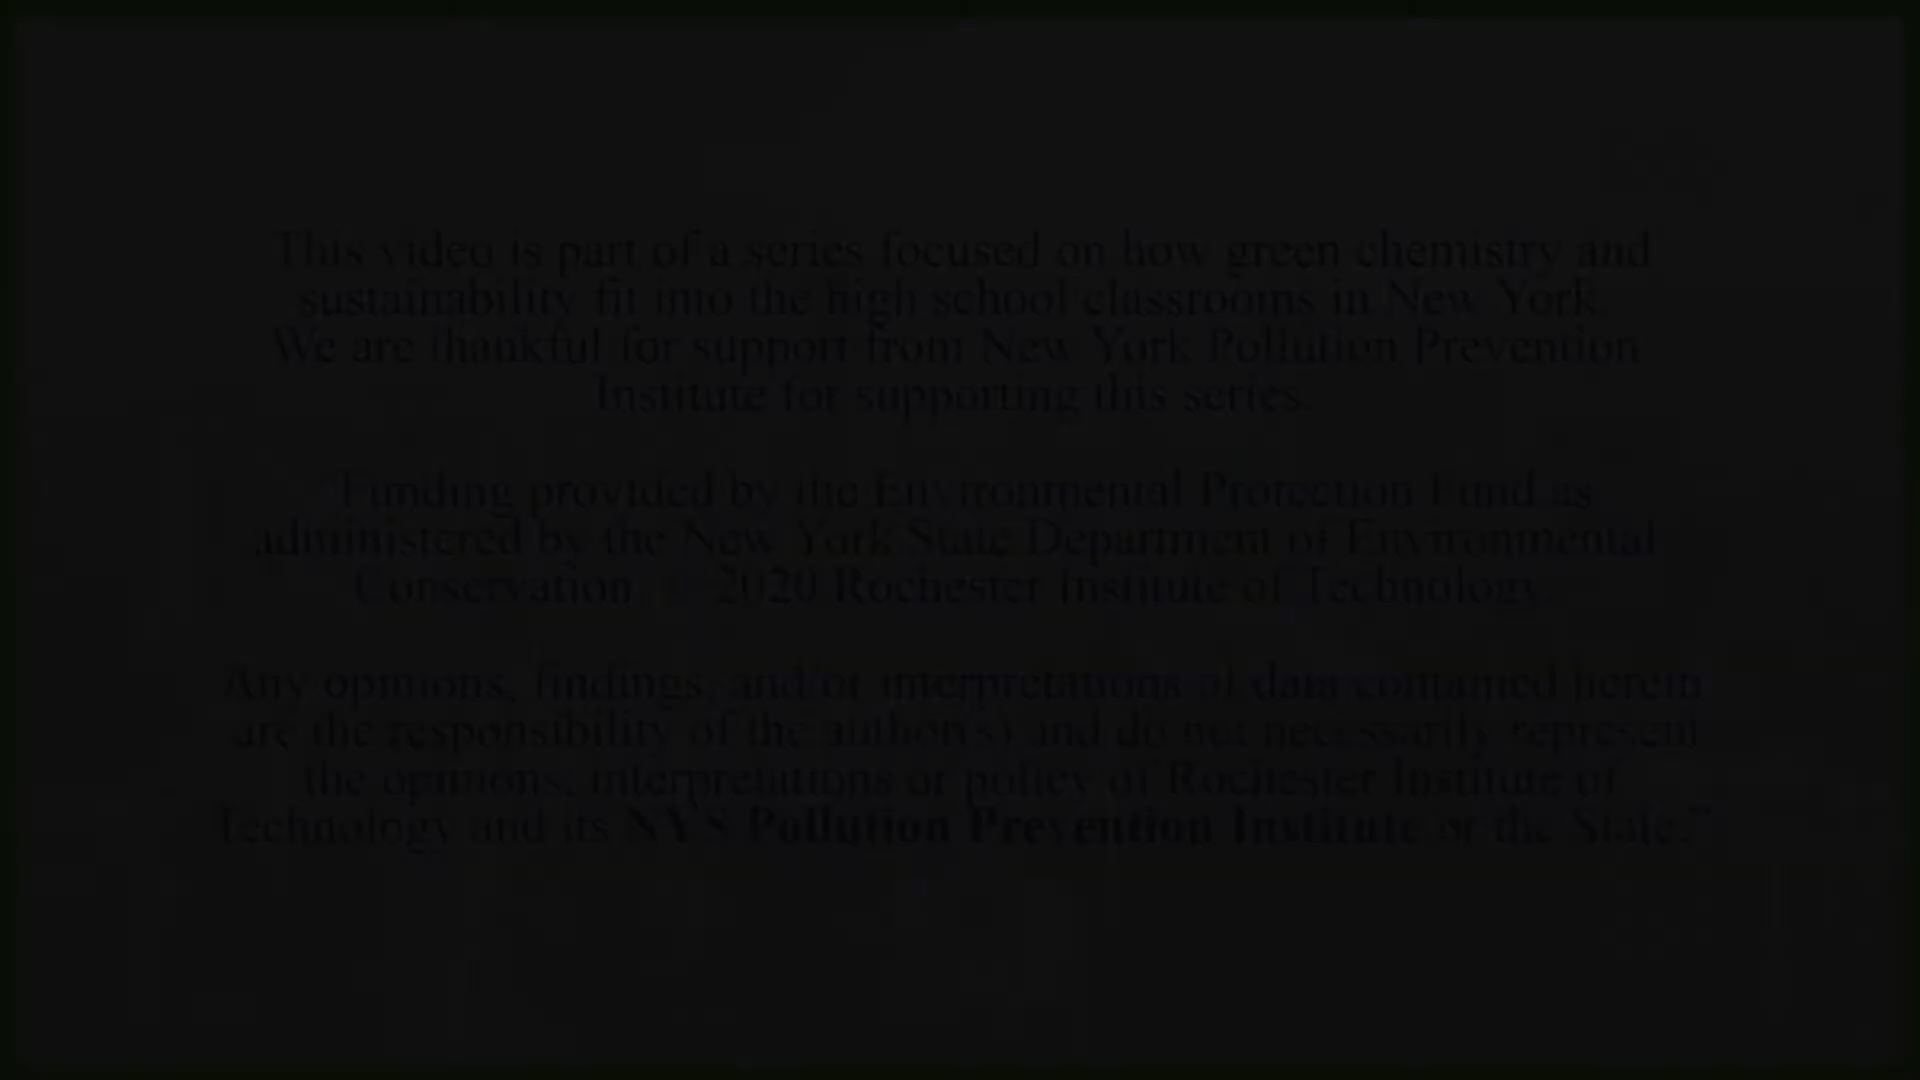 This video is part of a series focused on how green chemistry and
sustainability fit into the high school classrooms in New York.
We are thankful for support from New York Pollution Prevention
Institute for supporting this series.
"Funding provided by the Environmental Protection Fund as
administered by the New York State Department of Environmental
Conservation. © 2020 Rochester Institute of Technology.
Any opinions, findings, and/or interpretations of data contained herein
are the responsibility of the author(s) and do not necessarily represent
the opinions, interpretations or policy of Rochester Institute of
Technology and its NYS Pollution Prevention Institute or the State."